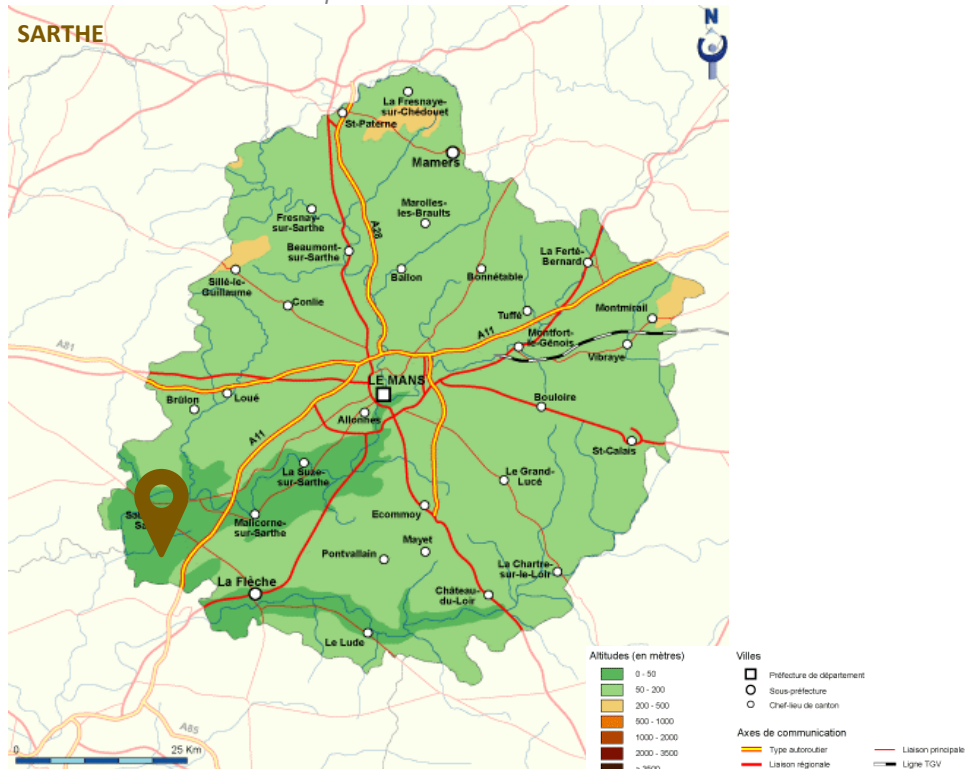 SARTHE
N
La Fresnaye-
sur-Chédouet
St-Paterne
Mamers
Marolles-
les-Braults
Fresnay-
sur-Sarthe
A28
Beaumont-
sur-Sarthe
La Ferté-
Bernard
Ballon
Bonnétable
Sillé-le-
Guillaume
Conlie
Tuffé
Montmirail
A11
Montfort-
le-Génois
Vibraye
A81
LE MANS
Brûlon
Loué
Allonnes
Bouloire
A11
St-Calais
La Suze-
sur-Sarthe
Le Grand-
Lucé
Malicorne-
sur-Sarthe
Ecommoy
Mayet
Pontvallain
La Chartre-
sur-le-Loir
La Flèche
Château-
du-Loir
Le Lude
A85
0
25 Km
Altitudes (en mètres)
0 - 50
50 - 200
200 - 500
500 - 1000
1000 - 2000
2000 - 3500
Villes
Préfecture de département
Sous-préfecture
Chef-lieu de canton
Axes de communication
Type autoroutier
Liaison principale
Liaison régionale
Ligne TGV